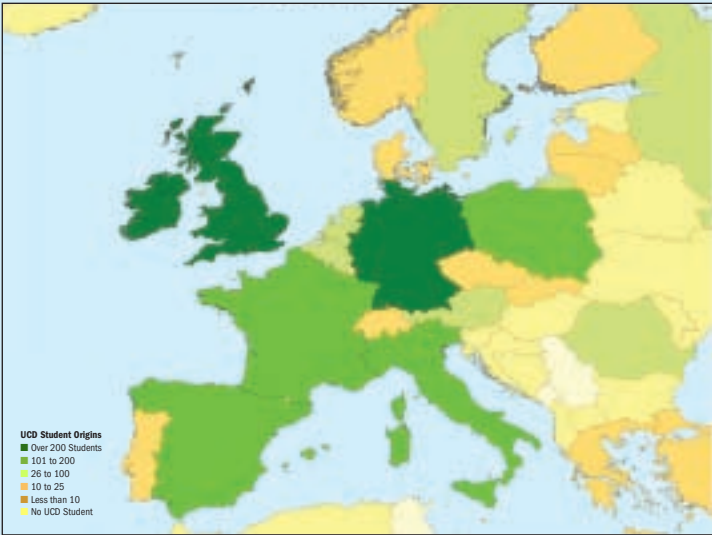 UCD Student Origins
Over 200 Students
101 to 200
26 to 100
10 to 25
Less than 10
No UCD Student